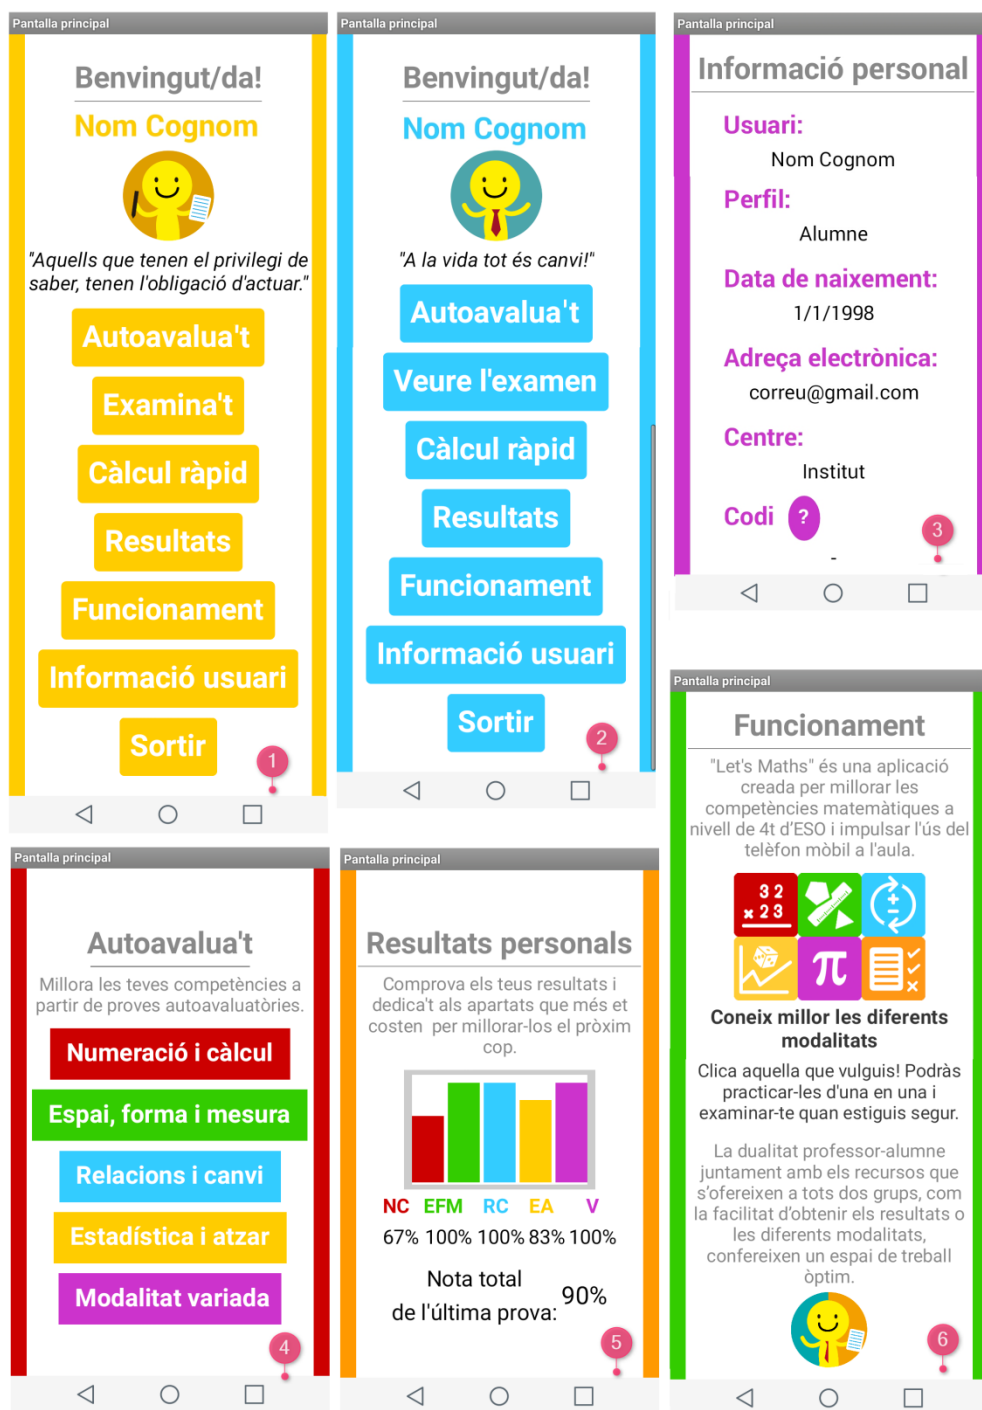 Pantalla principal
Benvingut/da!
Nom Cognom
"Aquells que tenen el privilegi de
saber, tenen l'obligació d'actuar."
Autoavalua't
Examina't
Càlcul ràpid
Resultats
Funcionament
Informació usuari
Sortir
1
Pantalla principal
Benvingut/da!
Nom Cognom
"A la vida tot és canvi!"
Autoavalua't
Veure l'examen
Càlcul ràpid
Resultats
Funcionament
Informació usuari
Sortir
2
Pantalla principal
Informació personal
Usuari:
Nom Cognom
Perfil:
Alumne
Data de naixement:
1/1/1998
Adreça electrònica:
correu@gmail.com
Centre:
Institut
Codi ?
-
3
Pantalla principal
Autoavalua't
Millora les teves competències a
partir de proves autoavaluatòries.
Numeració i càlcul
Espai, forma i mesura
Relacions i canvi
Estadística i atzar
Modalitat variada
4
Pantalla principal
Resultats personals
Comprova els teus resultats i
dedica't als apartats que més et
costen per millorar-los el pròxim
cop.
NC EFM RC EA V
67% 100% 100% 83% 100%
Nota total
de l'última prova: 90%
5
Pantalla principal
Funcionament
"Let's Maths" és una aplicació
creada per millorar les
competències matemàtiques a
nivell de 4t d'ESO i impulsar l'ús del
telèfon mòbil a l'aula.
32
x 23
π
Coneix millor les diferents
modalitats
Clica aquella que vulguis! Podràs
practicar-les d'una en una i
examinar-te quan estiguis segur.
La dualitat professor-alumne
juntament amb els recursos que
s'ofereixen a tots dos grups, com
la facilitat d'obtenir els resultats o
les diferents modalitats,
confereixen un espai de treball
òptim.
6